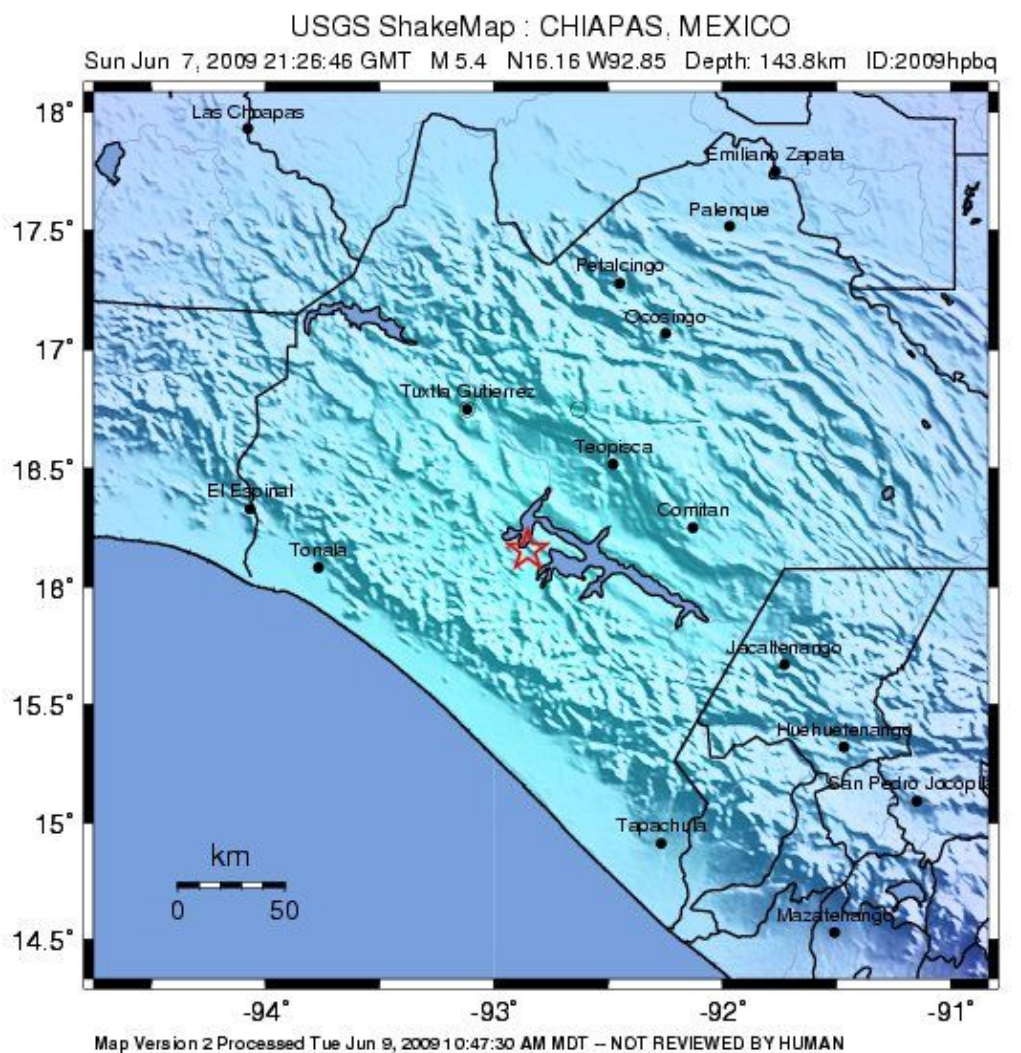 USGS ShakeMap : CHIAPAS, MEXICO
Sun Jun 7, 2009 21:26:46 GMT M 5.4 N16.16 W92.85 Depth: 143.8km ID:2009hpbq
18˚
Las Choapas
Emiliano Zapata
Palenque
17.5˚
Petalcingo
Ocosingo
17˚
Tuxtla Gutierrez
Teopisca
16.5˚
El Espinal
Comitan
Tonala
16˚
Jacaltenango
15.5˚
Huehuetenango
San Pedro Jocopil
15˚
Tapachula
km
0 50
Mazatenango
14.5˚
-94˚ -93˚ -92˚ -91˚
Map Version 2 Processed Tue Jun 9, 2009 10:47:30 AM MDT -- NOT REVIEWED BY HUMAN